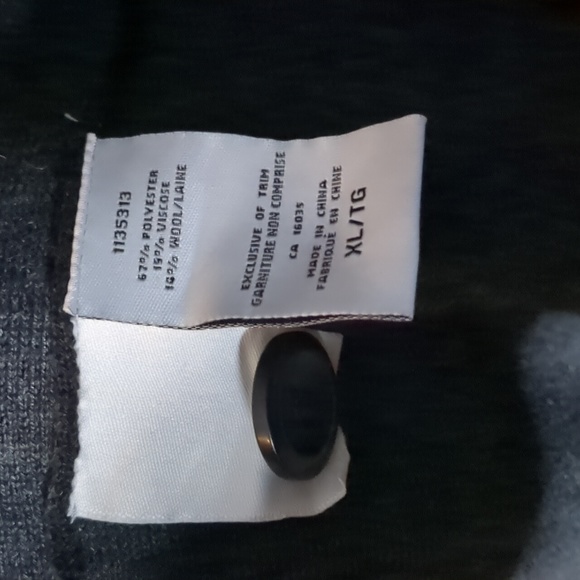 1135313
67% POLYESTER
19% VISCOSE
14% WOOL/LAINE
EXCLUSIVE OF TRIM
GARNITURE NON COMPRISE
CA 16035
MADE IN CHINA
FABRIQUÉ EN CHINE
XL/TG